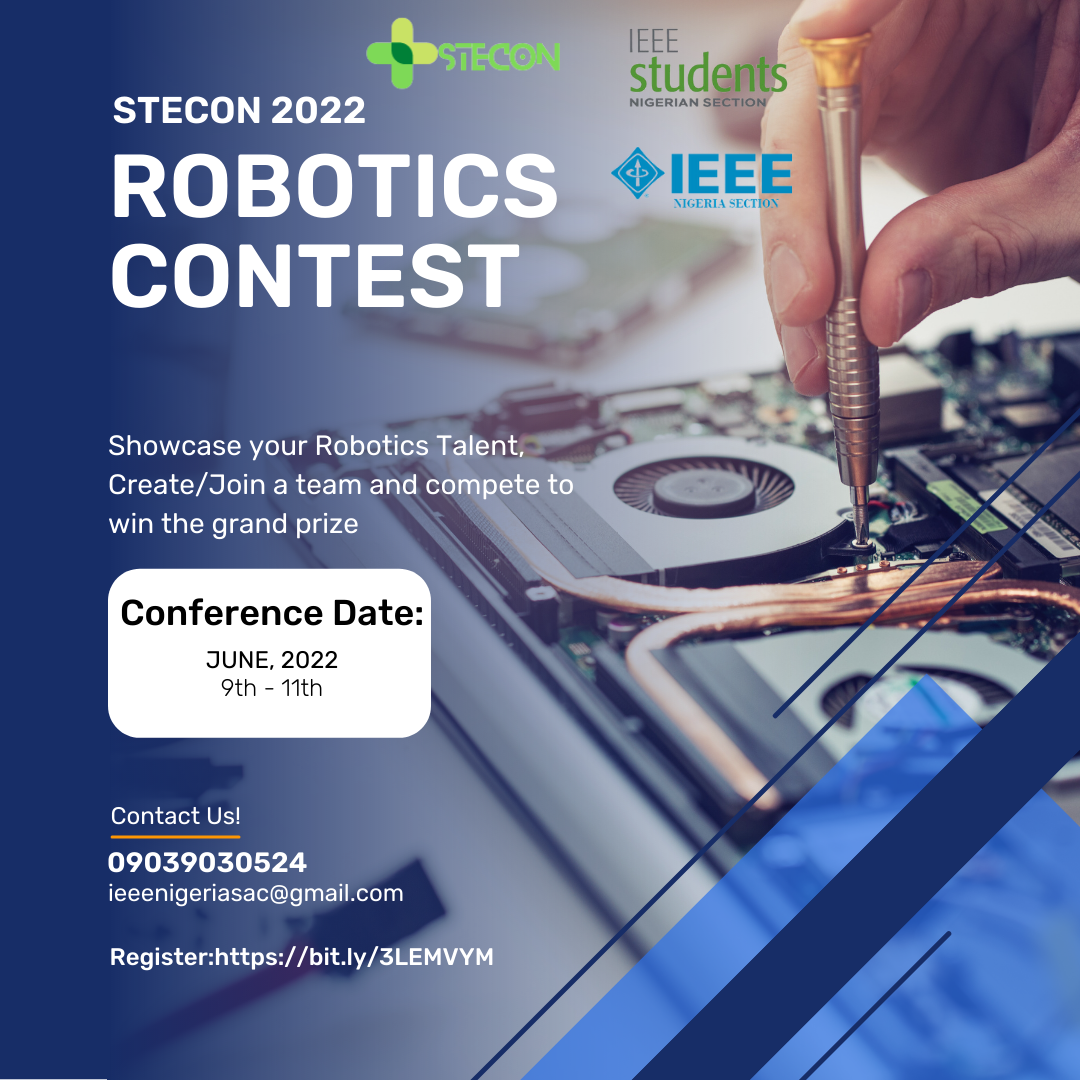 STECON
IEEE
students
NIGERIAN SECTION
STECON 2022
ROBOTICS
CONTEST
IEEE
NIGERIA SECTION
Showcase your Robotics Talent,
Create/Join a team and compete to
win the grand prize
Conference Date:
JUNE, 2022
9th - 11th
Contact Us!
09039030524
ieeenigeriasac@gmail.com
Register:https://bit.ly/3LEMVYM